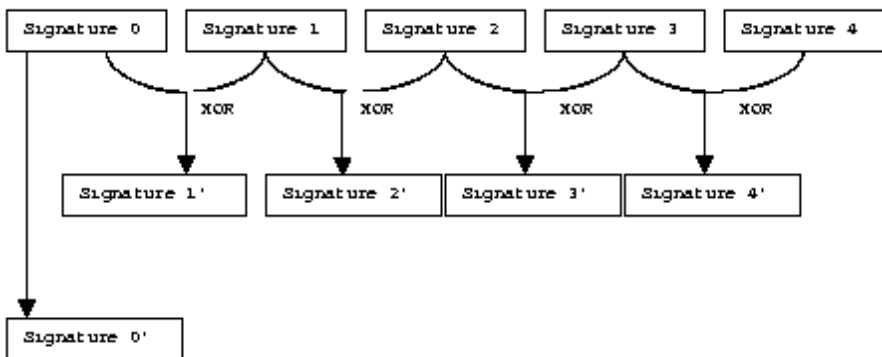 Signature 0 Signature 1 Signature 2 Signature 3 Signature 4
XOR XOR XOR XOR
Signature 1' Signature 2' Signature 3' Signature 4'
Signature 0'